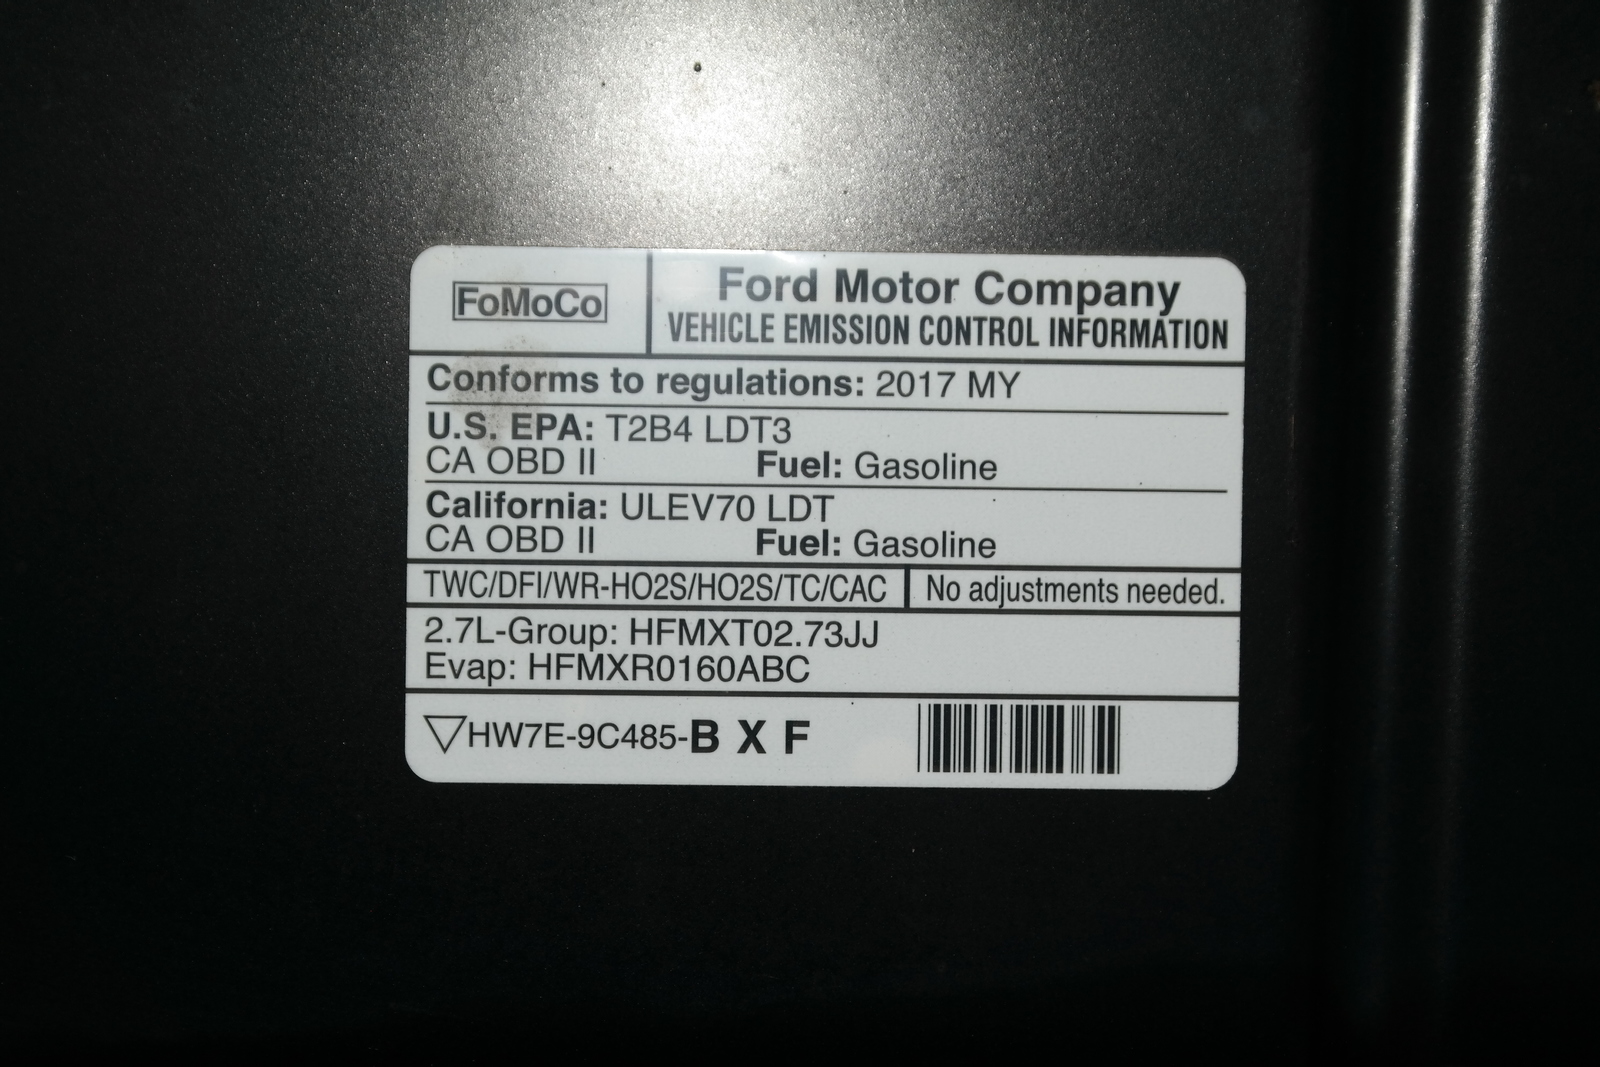 FoMoCo
Ford Motor Company
VEHICLE EMISSION CONTROL INFORMATION
Conforms to regulations: 2017 MY
U.S. EPA: T2B4 LDT3
CA OBD II Fuel: Gasoline
California: ULEV70 LDT
CA OBD II Fuel: Gasoline
TWC/DFI/WR-HO2S/HO2S/TC/CAC No adjustments needed.
2.7L-Group: HFMXT02.73JJ
Evap: HFMXR0160ABC
HW7E-9C485-B X F